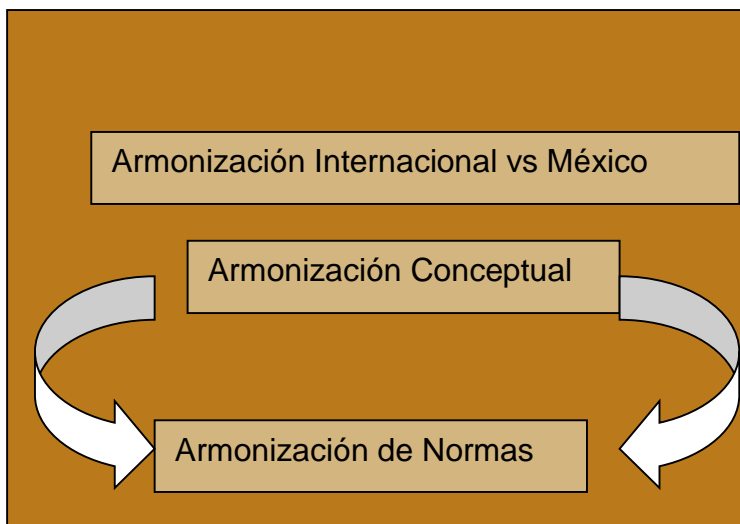 Armonización Internacional vs México
Armonización Conceptual
Armonización de Normas